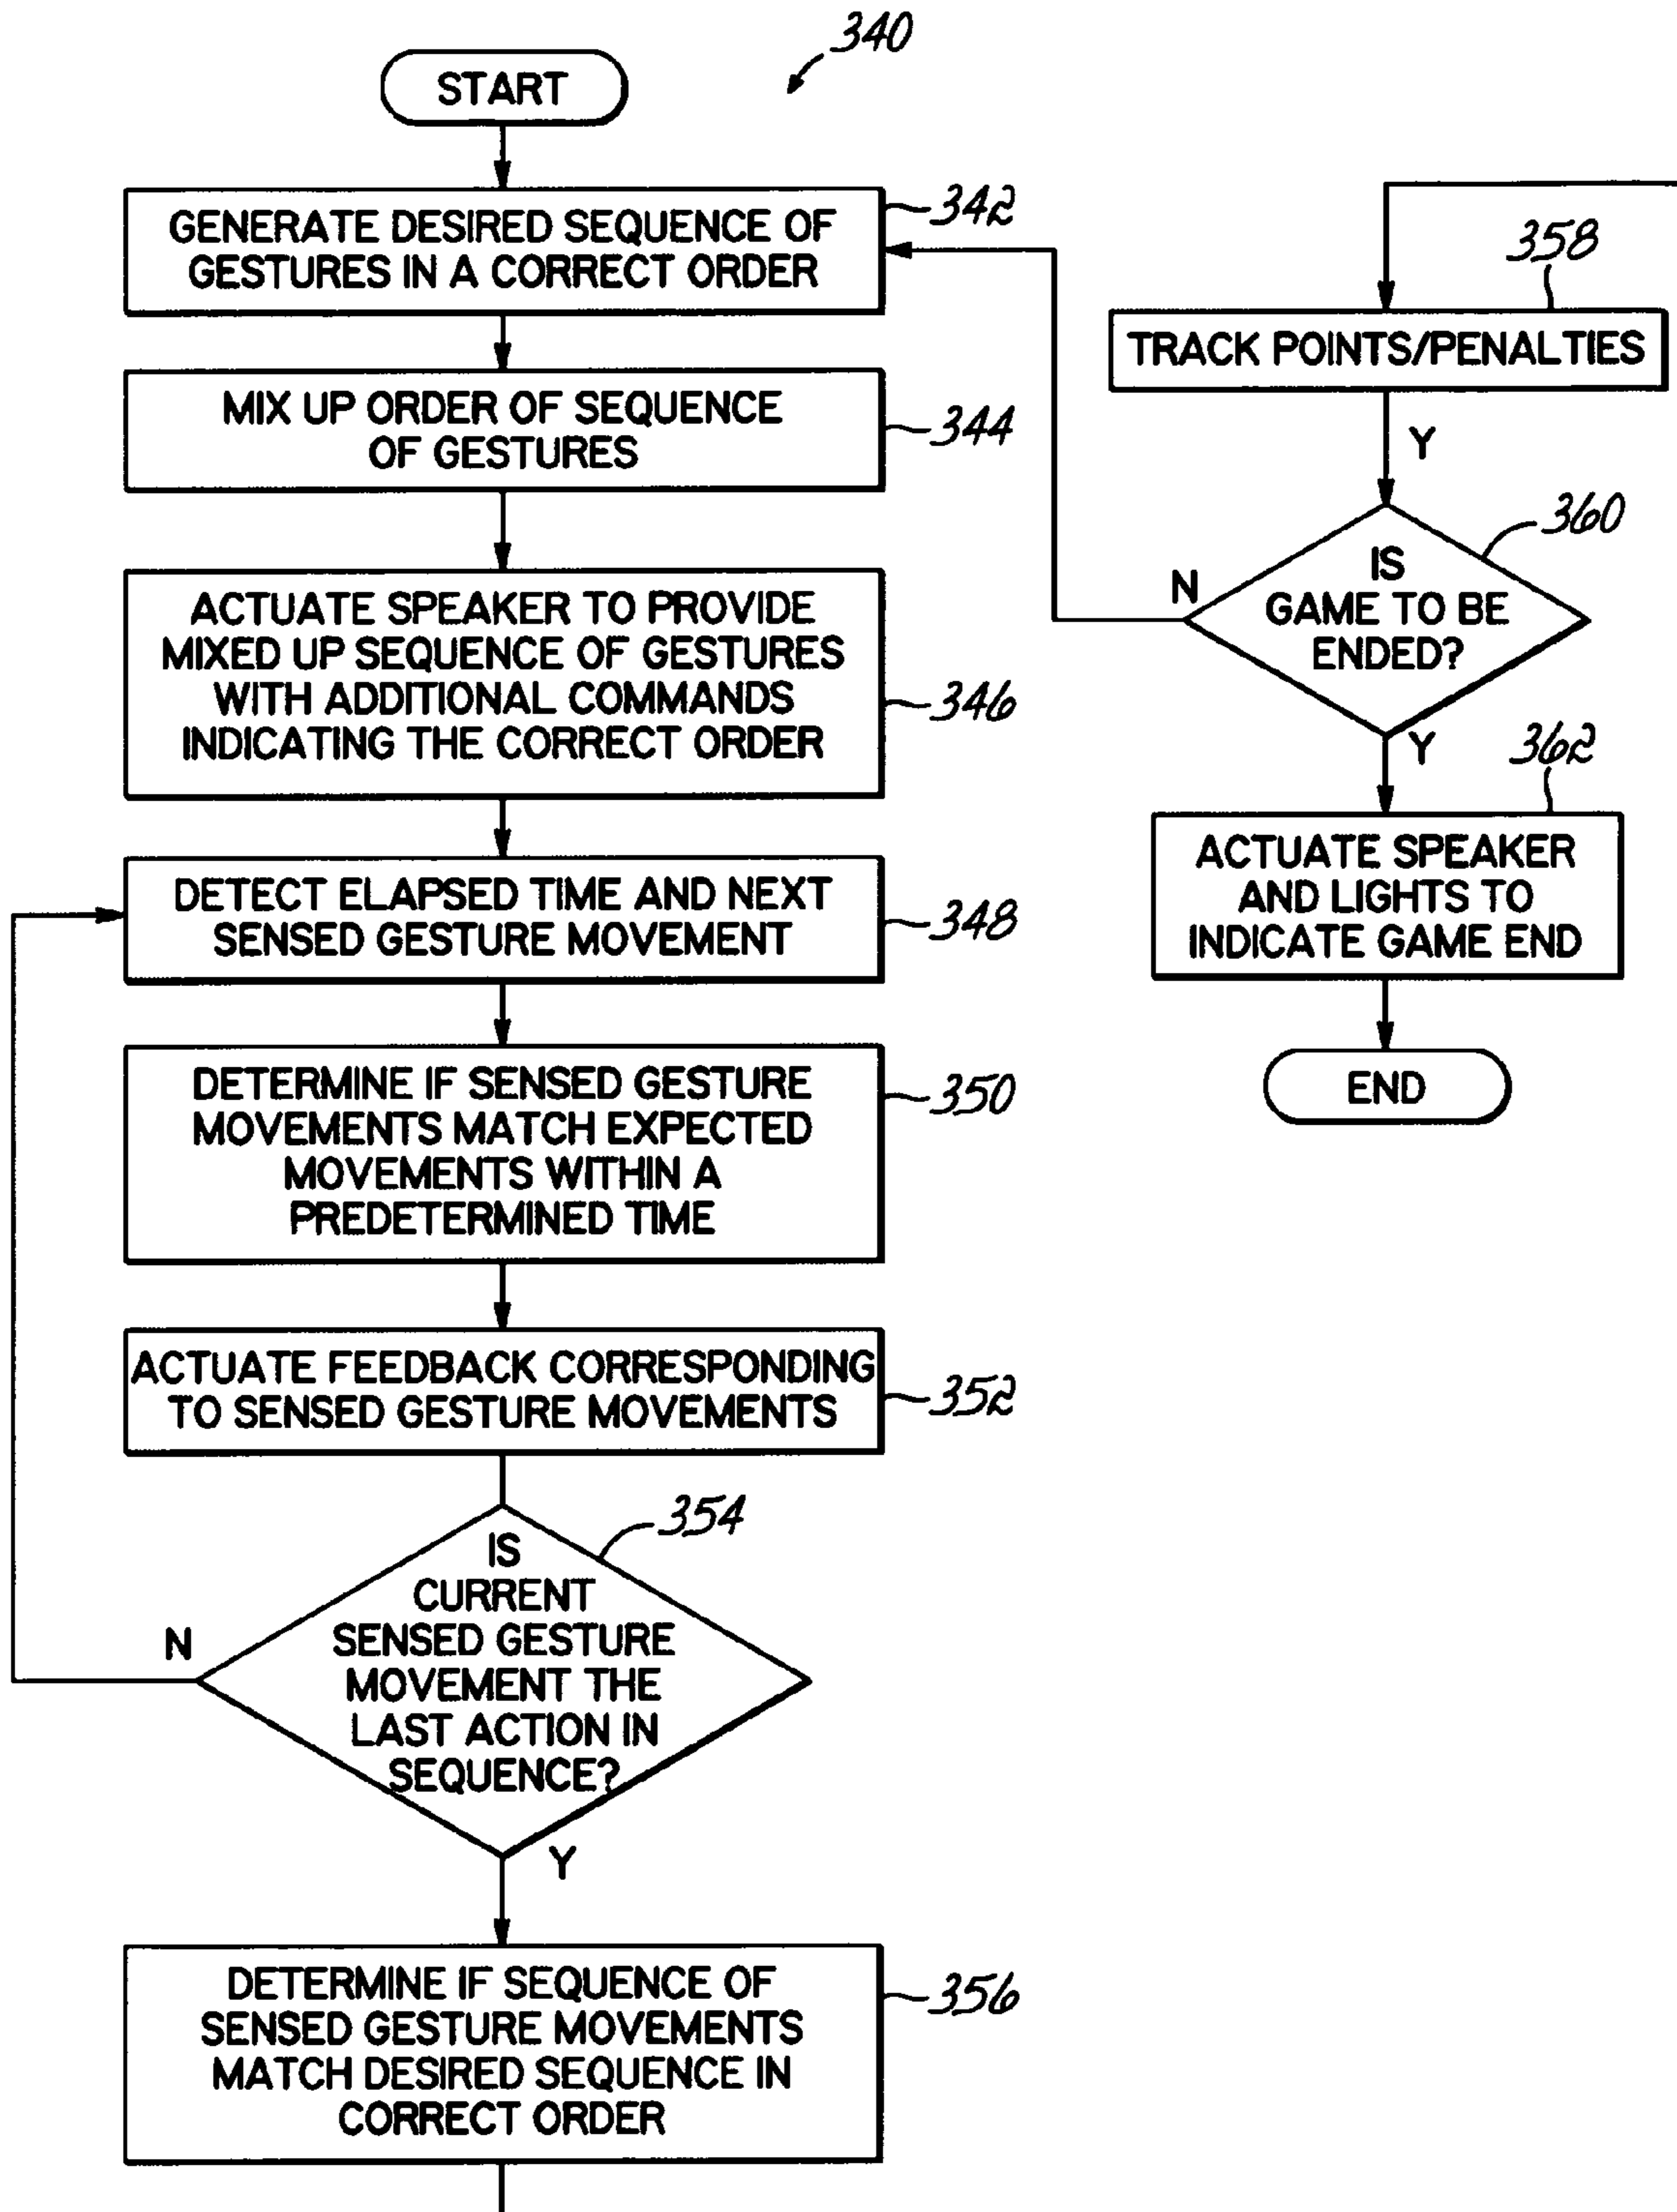 340
START
GENERATE DESIRED SEQUENCE OF
GESTURES IN A CORRECT ORDER
342
MIX UP ORDER OF SEQUENCE
OF GESTURES
344
ACTUATE SPEAKER TO PROVIDE
MIXED UP SEQUENCE OF GESTURES
WITH ADDITIONAL COMMANDS
INDICATING THE CORRECT ORDER
346
DETECT ELAPSED TIME AND NEXT
SENSED GESTURE MOVEMENT
348
DETERMINE IF SENSED GESTURE
MOVEMENTS MATCH EXPECTED
MOVEMENTS WITHIN A
PREDETERMINED TIME
350
ACTUATE FEEDBACK CORRESPONDING
TO SENSED GESTURE MOVEMENTS
352
354
IS
CURRENT
SENSED GESTURE
MOVEMENT THE
LAST ACTION IN
SEQUENCE?
N
Y
DETERMINE IF SEQUENCE OF
SENSED GESTURE MOVEMENTS
MATCH DESIRED SEQUENCE IN
CORRECT ORDER
356
358
TRACK POINTS/PENALTIES
Y
360
IS
GAME TO BE
ENDED?
N
Y
362
ACTUATE SPEAKER
AND LIGHTS TO
INDICATE GAME END
END